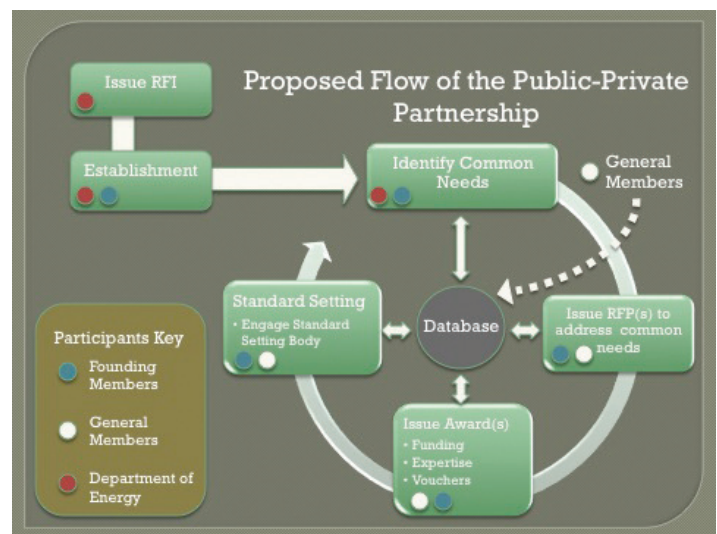 Proposed Flow of the Public-Private
Partnership
Issue RFI
Establishment
Identify Common
Needs
General
Members
Standard Setting
• Engage Standard
Setting Body
Database
Issue RFP(s) to
address common
needs
Issue Award(s)
• Funding
• Expertise
• Vouchers
Participants Key
Founding
Members
General
Members
Department of
Energy